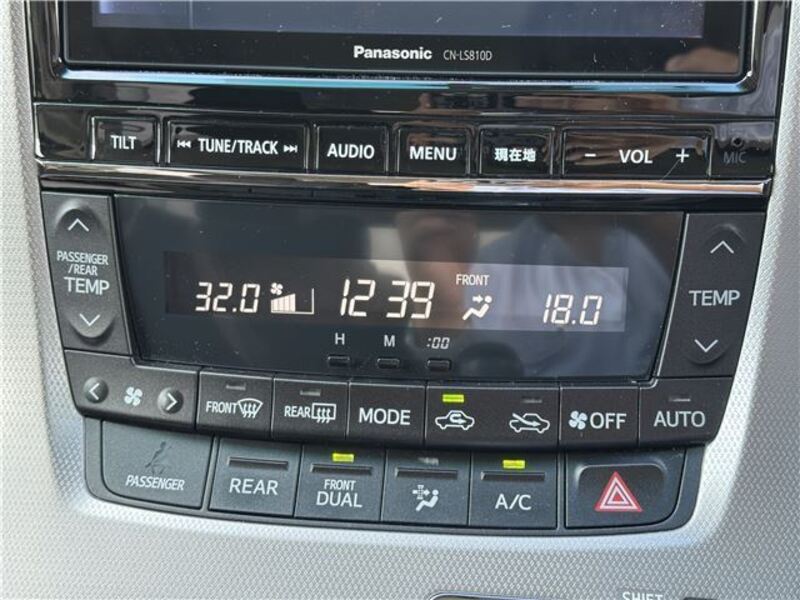 Panasonic CN-LS810D
TILT TUNE/TRACK AUDIO MENU 現在地 - VOL + MIC
PASSENGER
/REAR
TEMP
32.0 12 39 FRONT 18.0
TEMP
H M :00
FRONT REAR MODE OFF AUTO
PASSENGER REAR FRONT
DUAL A/C
SHIFT